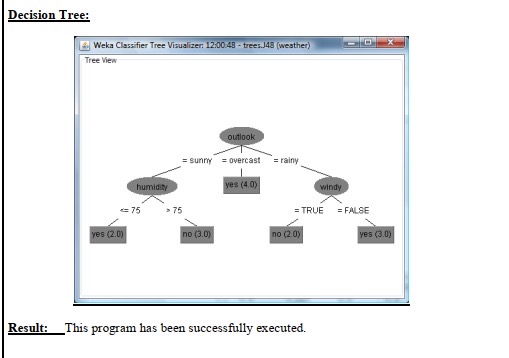 Decision Tree:
Weka Classifier Tree Visualizer: 12:00:48 - trees.J48 (weather)
Tree View
outlook
= sunny = overcast = rainy
humidity yes (4.0) windy
<= 75 > 75 = TRUE = FALSE
yes (2.0) no (3.0) no (2.0) yes (3.0)
Result: This program has been successfully executed.